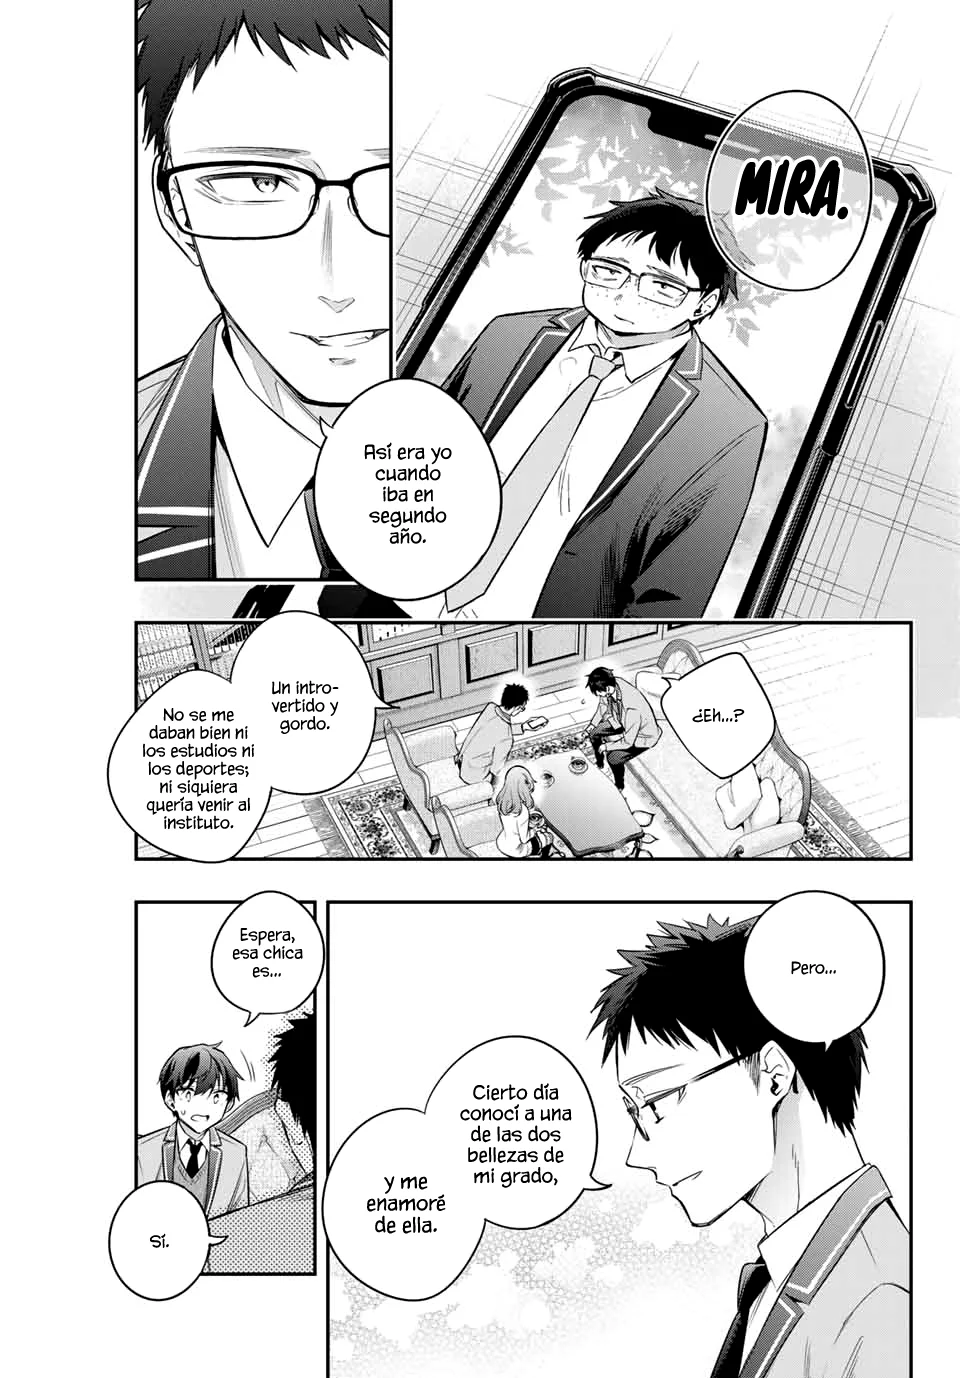 MIRA.
Así era yo
cuando
iba en
segundo
año.
¿Eh...?
Un intro-
vertido y
gordo.
No se me
daban bien ni
los estudios ni
los deportes;
ni siquiera
quería venir al
instituto.
Pero...
Cierto día
conocí a una
de las dos
bellezas de
mi grado,
y me
enamoré
de ella.
Espera,
esa chica
es...
Sí.